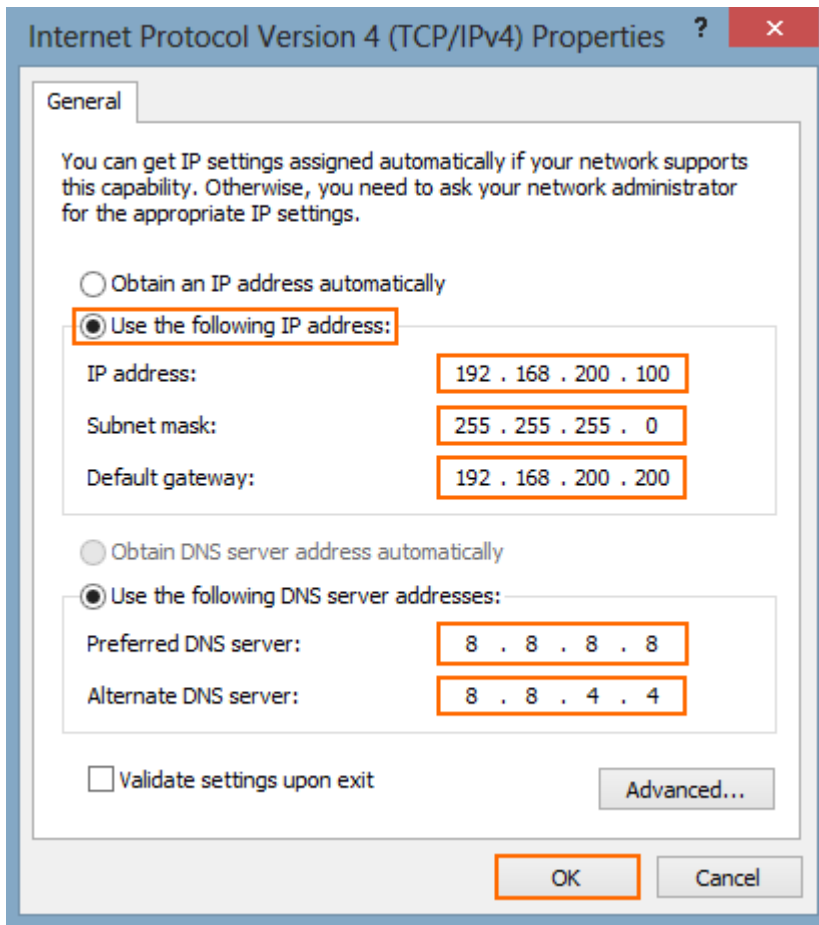 Internet Protocol Version 4 (TCP/IPv4) Properties ?
General
You can get IP settings assigned automatically if your network supports
this capability. Otherwise, you need to ask your network administrator
for the appropriate IP settings.
Obtain an IP address automatically
Use the following IP address:
IP address: 192 . 168 . 200 . 100
Subnet mask: 255 . 255 . 255 . 0
Default gateway: 192 . 168 . 200 . 200
Obtain DNS server address automatically
Use the following DNS server addresses:
Preferred DNS server: 8 . 8 . 8 . 8
Alternate DNS server: 8 . 8 . 4 . 4
Validate settings upon exit
Advanced...
OK Cancel